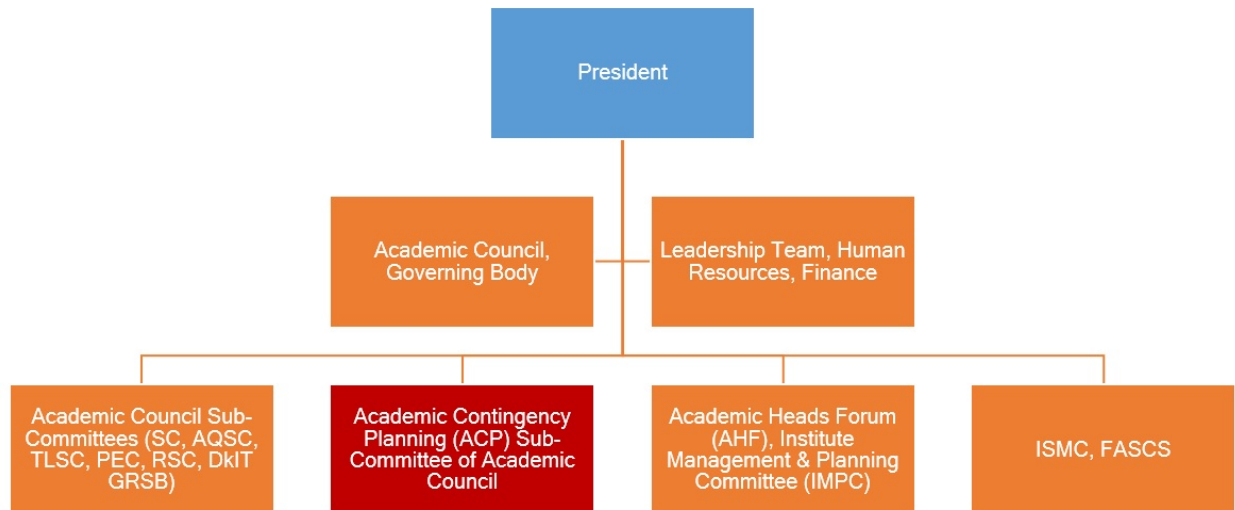 President
Academic Council,
Governing Body
Leadership Team, Human
Resources, Finance
Academic Council Sub-
Committees (SC, AQSC,
TLSC, PEC, RSC, DkIT
GRSB)
Academic Contingency
Planning (ACP) Sub-
Committee of Academic
Council
Academic Heads Forum
(AHF), Institute
Management & Planning
Committee (IMPC)
ISMC, FASCS